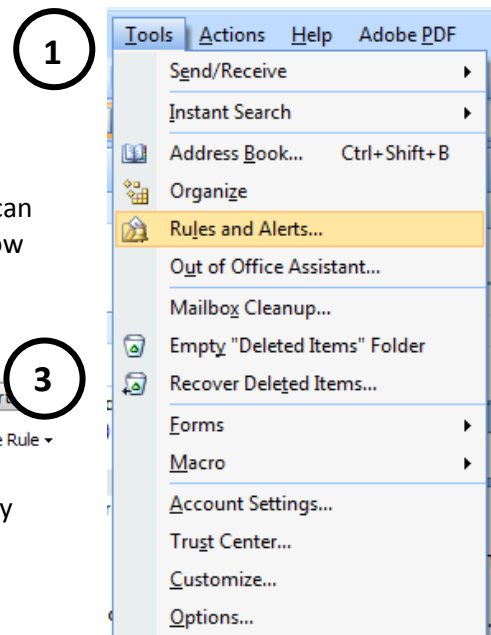 1
Tools Actions Help Adobe PDF
Send/Receive
Instant Search
Address Book... Ctrl+Shift+B
Organize
can
Rules and Alerts...
ow
Out of Office Assistant...
Mailbox Cleanup...
Empty "Deleted Items" Folder
3
Recover Deleted Items...
Forms
e Rule
Macro
y
Account Settings...
Trust Center...
Customize...
Options...